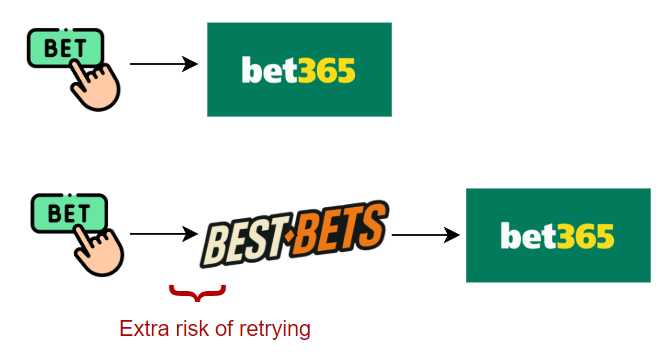 BET
bet365
BET
BEST·BETS
bet365
Extra risk of retrying